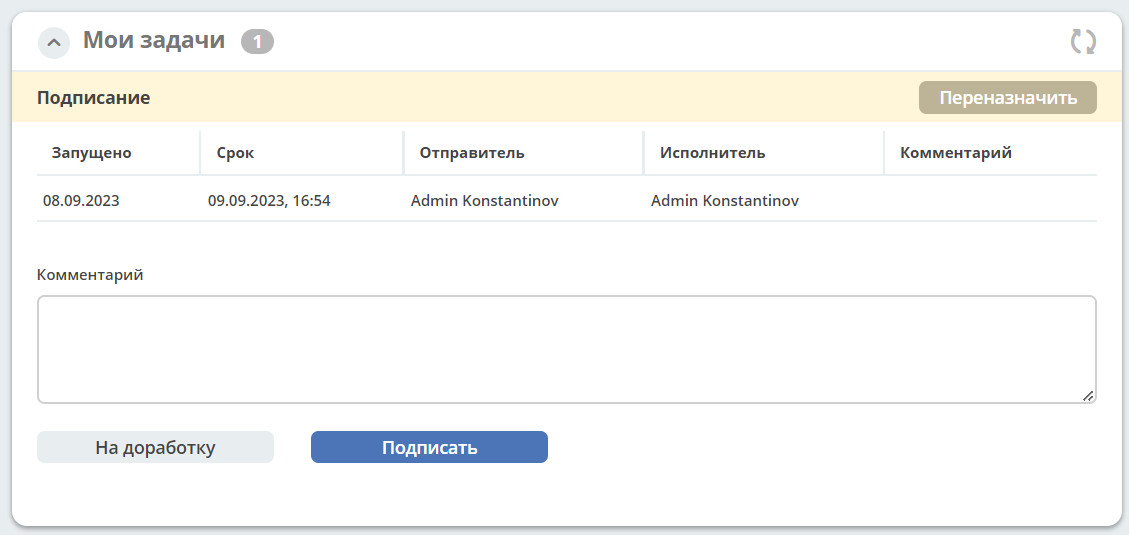 Мои задачи 1
Подписание Переназначить
Запущено Срок Отправитель Исполнитель Комментарий
08.09.2023 09.09.2023, 16:54 Admin Konstantinov Admin Konstantinov
Комментарий
На доработку Подписать